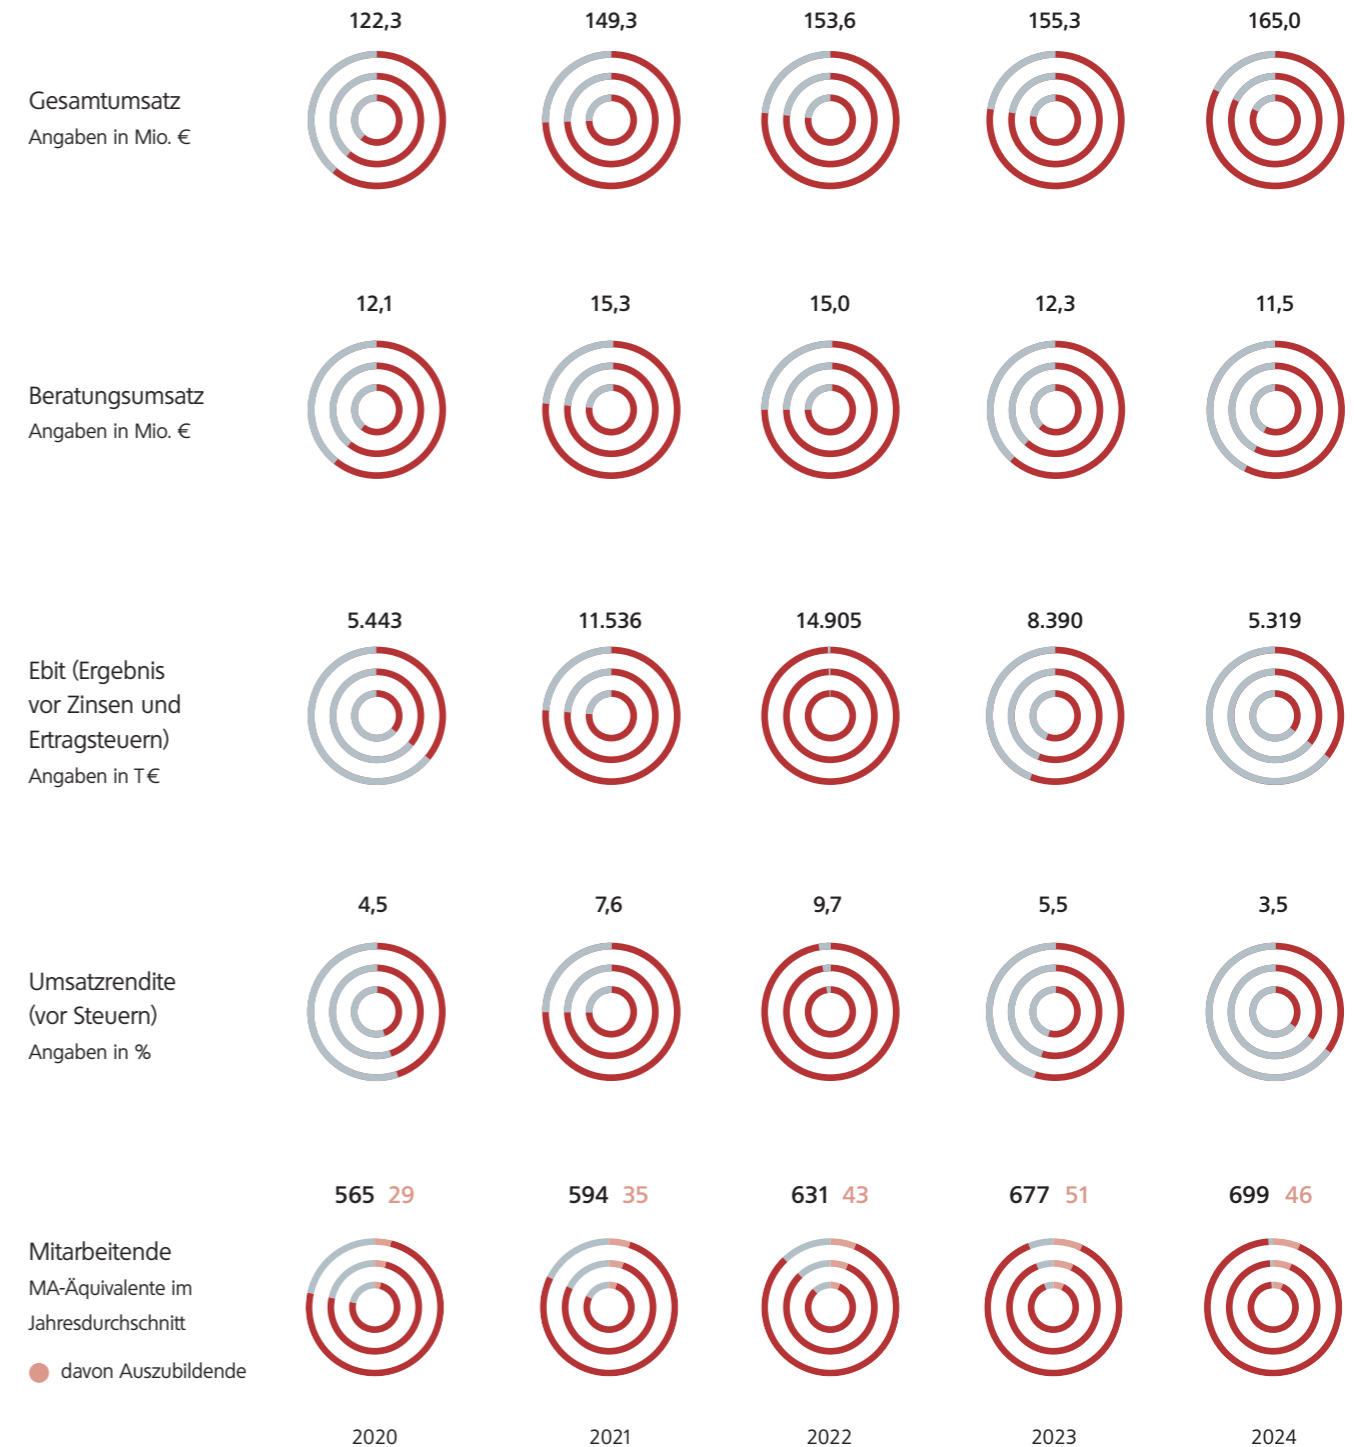 122,3 149,3 153,6 155,3 165,0
Gesamtumsatz
Angaben in Mio. €
12,1 15,3 15,0 12,3 11,5
Beratungsumsatz
Angaben in Mio. €
5.443 11.536 14.905 8.390 5.319
Ebit (Ergebnis
vor Zinsen und
Ertragsteuern)
Angaben in T€
4,5 7,6 9,7 5,5 3,5
Umsatzrendite
(vor Steuern)
Angaben in %
565 29 594 35 631 43 677 51 699 46
Mitarbeitende
MA-Äquivalente im
Jahresdurchschnitt
davon Auszubildende
2020 2021 2022 2023 2024